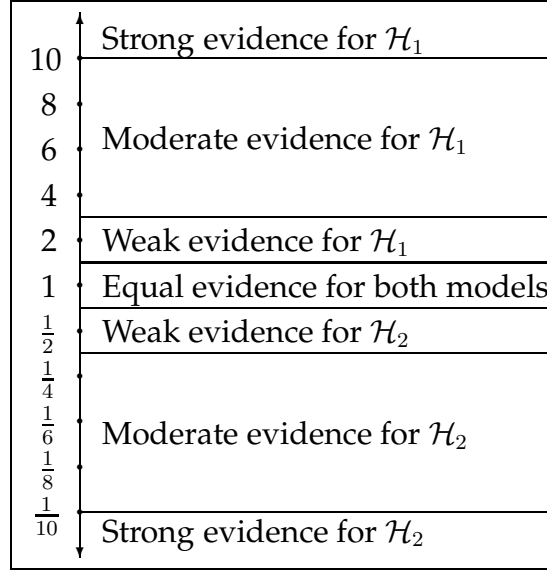 Strong evidence for ℋ₁
10
8
Moderate evidence for ℋ₁
6
4
2 Weak evidence for ℋ₁
1 Equal evidence for both models
1/2 Weak evidence for ℋ₂
1/4
1/6
Moderate evidence for ℋ₂
1/8
1/10
Strong evidence for ℋ₂